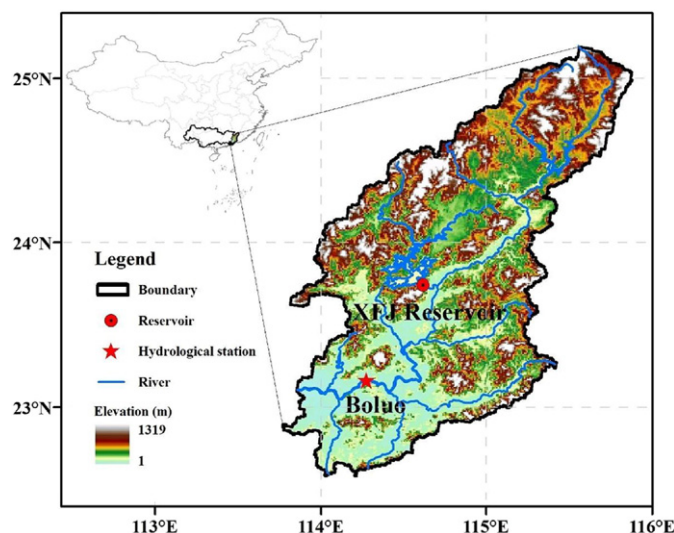 25°N
24°N
23°N
Legend
Boundary
Reservoir
Hydrological station
River
Elevation (m)
1319
1
XFJ Reservoir
Boluo
113°E
114°E
115°E
116°E